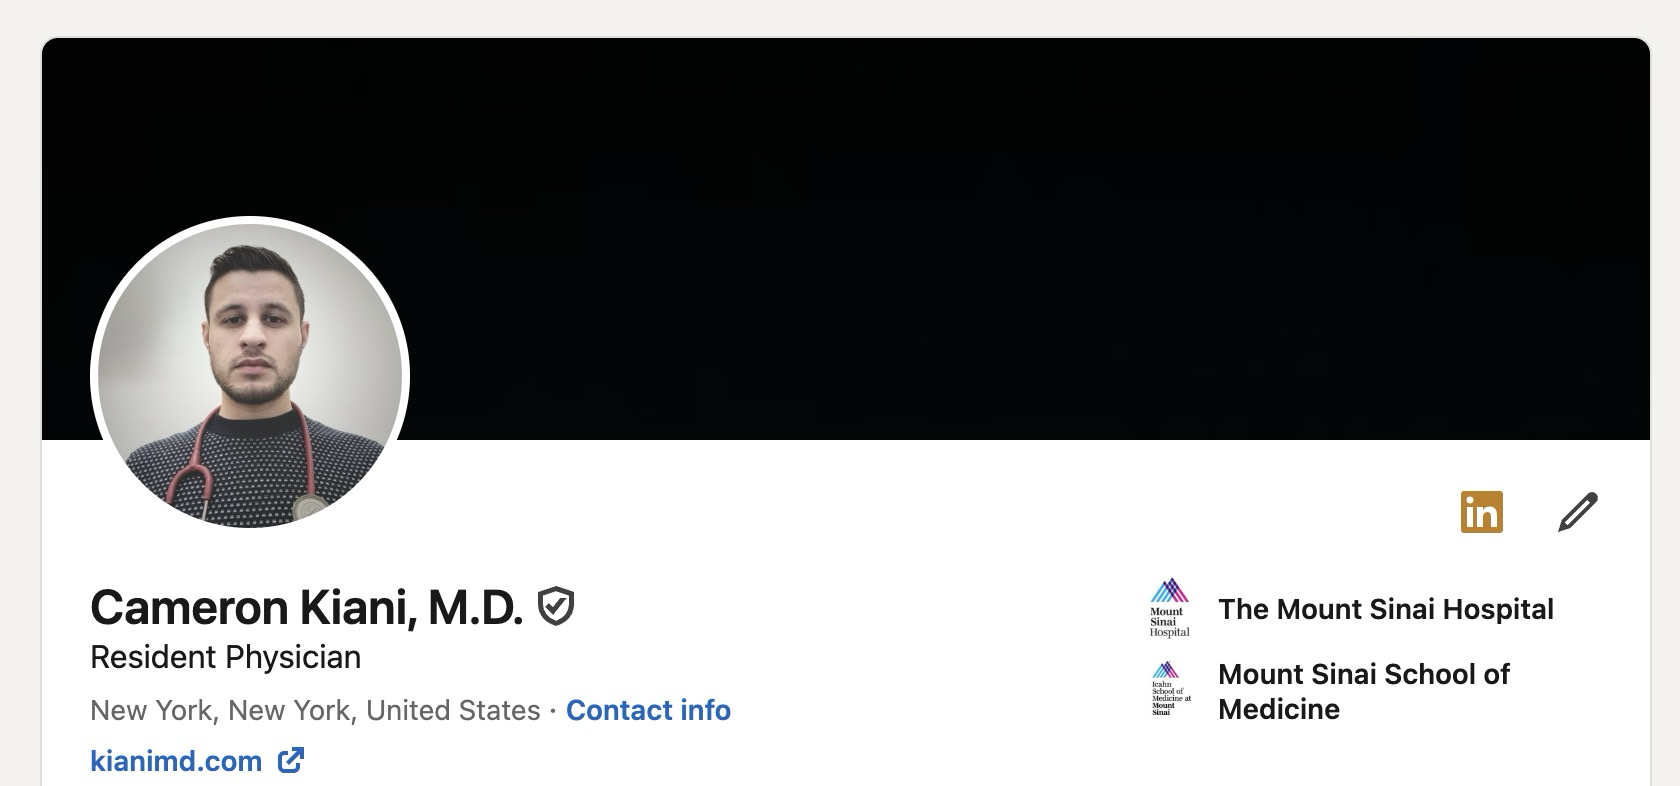 in
Cameron Kiani, M.D.
Resident Physician
New York, New York, United States · Contact info
kianimd.com
Mount
Sinai
Hospital
The Mount Sinai Hospital
Icahn
School of
Medicine at
Mount
Sinai
Mount Sinai School of
Medicine